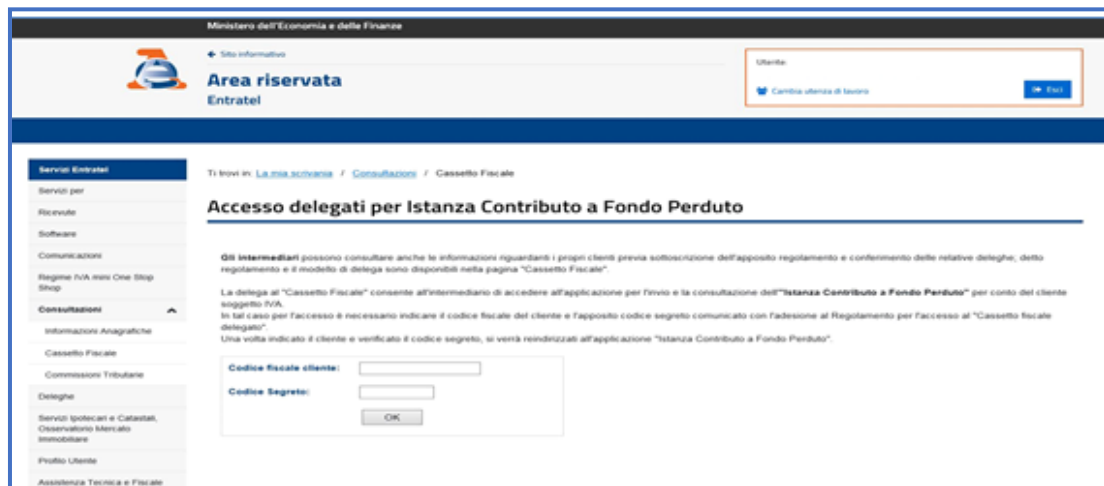 Ministero dell'Economia e delle Finanze
Sito informativo
Area riservata
Entratel
Utente:
Cambia utenza di lavoro
Esci
Servizi Entratel
Servizi per
Ricevute
Software
Comunicazioni
Regime IVA mini One Stop
Shop
Consultazioni
Informazioni Anagrafiche
Cassetto Fiscale
Commissioni Tributarie
Deleghe
Servizi Ipotecari e Catastali,
Osservatorio Mercato
Immobiliare
Profilo Utente
Assistenza Tecnica e Fiscale
Ti trovi in: La mia scrivania / Consultazioni / Cassetto Fiscale
Accesso delegati per Istanza Contributo a Fondo Perduto
Gli intermediari possono consultare anche le informazioni riguardanti i propri clienti previa sottoscrizione dell'apposito regolamento e conferimento delle relative deleghe; detto
regolamento e il modello di delega sono disponibili nella pagina "Cassetto Fiscale".
La delega al "Cassetto Fiscale" consente all'intermediario di accedere all'applicazione per l'invio e la consultazione dell'"Istanza Contributo a Fondo Perduto" per conto del cliente
soggetto IVA.
In tal caso per l'accesso è necessario indicare il codice fiscale del cliente e l'apposito codice segreto comunicato con l'adesione al Regolamento per l'accesso al "Cassetto fiscale
delegato".
Una volta indicato il cliente e verificato il codice segreto, si verrà reindirizzati all'applicazione "Istanza Contributo a Fondo Perduto".
Codice fiscale cliente:
Codice Segreto:
OK